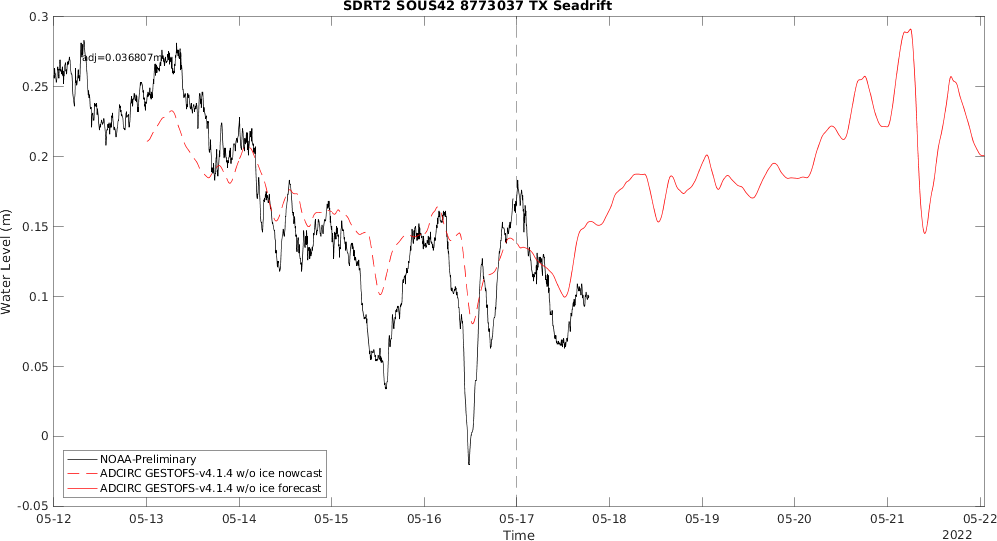 SDRT2 SOUS42 8773037 TX Seadrift
0.3
adj=0.036807m
0.25
0.2
0.15
0.1
0.05
0
-0.05
Water Level (m)
NOAA-Preliminary
ADCIRC GESTOFS-v4.1.4 w/o ice nowcast
ADCIRC GESTOFS-v4.1.4 w/o ice forecast
05-12 05-13 05-14 05-15 05-16 05-17 05-18 05-19 05-20 05-21 05-22
Time
2022